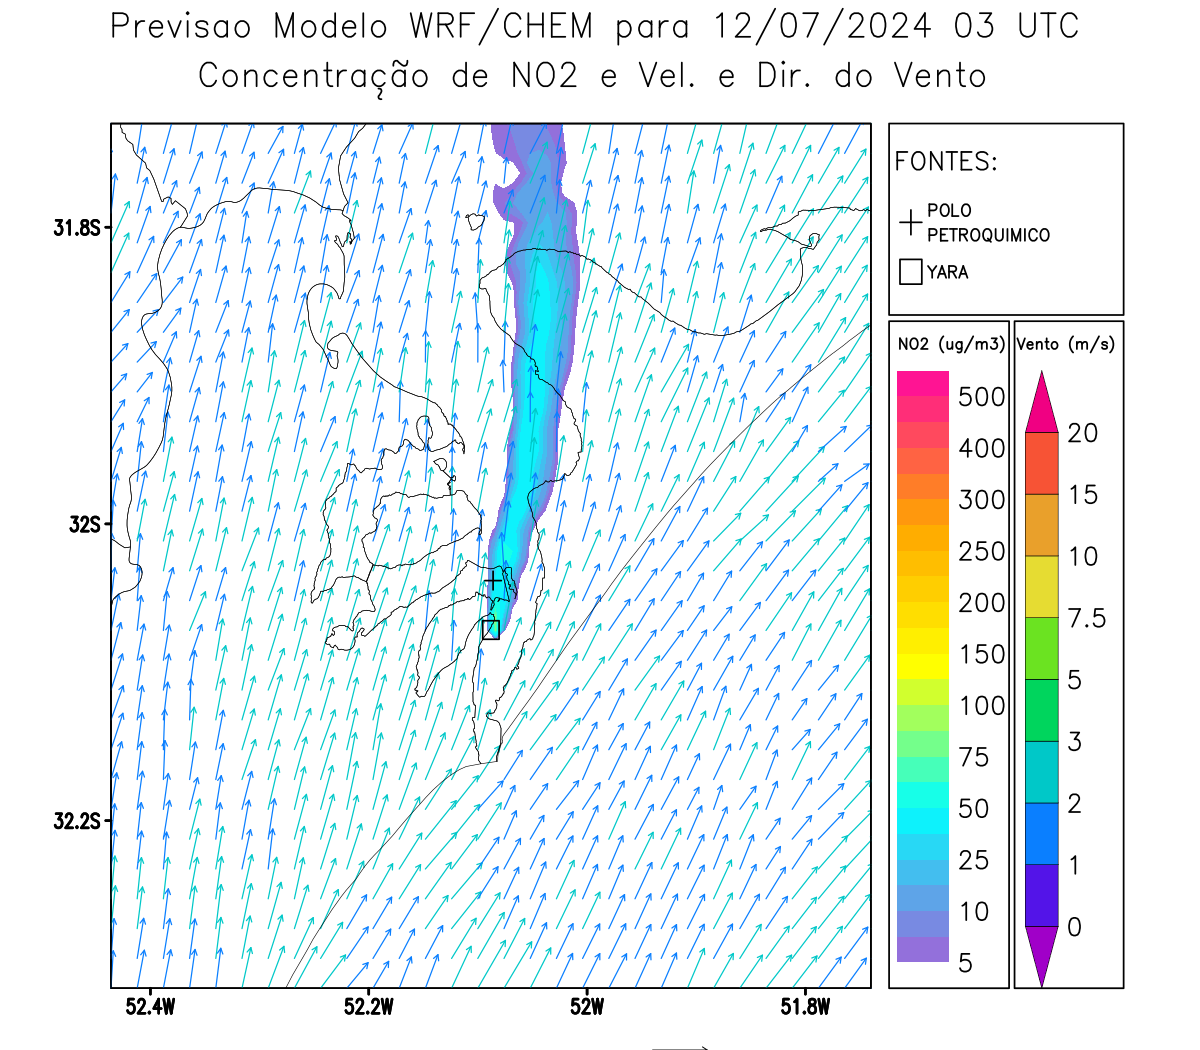 Previsao Modelo WRF/CHEM para 12/07/2024 03 UTC
Concentração de NO2 e Vel. e Dir. do Vento
FONTES:
POLO
PETROQUIMICO
YARA
NO2 (ug/m3)
500
400
300
250
200
150
100
75
50
25
10
5
Vento (m/s)
20
15
10
7.5
5
3
2
1
0
31.8S
32S
32.2S
52.4W
52.2W
52W
51.8W